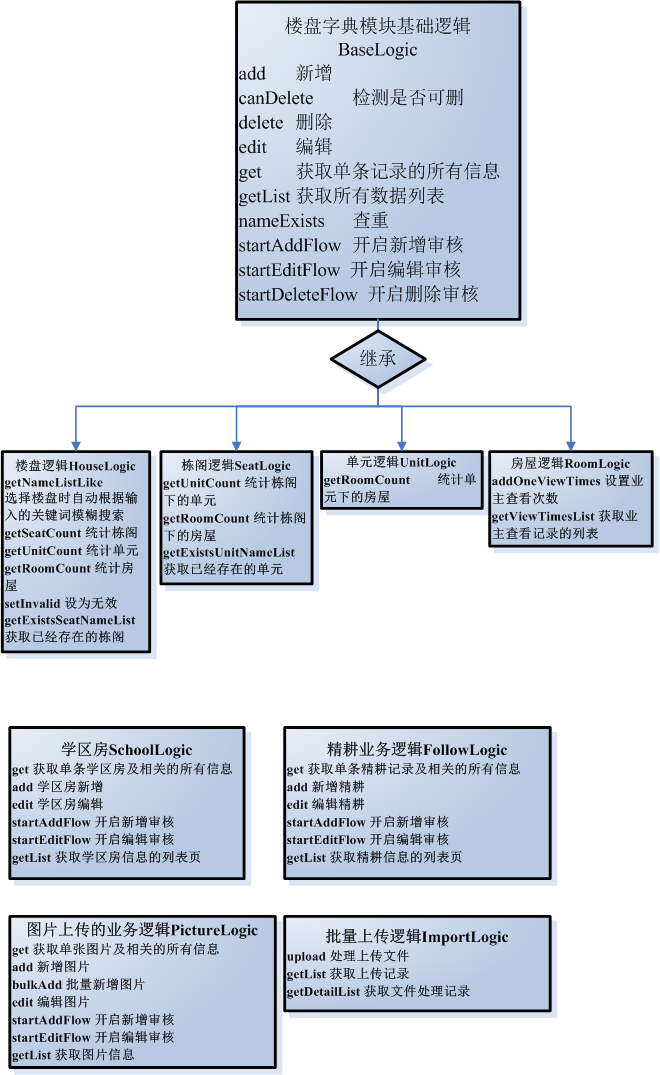 楼盘字典模块基础逻辑
BaseLogic
add 新增
canDelete 检测是否可删
delete 删除
edit 编辑
get 获取单条记录的所有信息
getList 获取所有数据列表
nameExists 查重
startAddFlow 开启新增审核
startEditFlow 开启编辑审核
startDeleteFlow 开启删除审核
继承
楼盘逻辑HouseLogic
getNameListLike
选择楼盘时自动根据输
入的关键词模糊搜索
getSeatCount 统计栋阁
getUnitCount 统计单元
getRoomCount 统计房
屋
setInvalid 设为无效
getExistsSeatNameList
获取已经存在的栋阁
栋阁逻辑SeatLogic
getUnitCount 统计栋阁
下的单元
getRoomCount 统计栋阁
下的房屋
getExistsUnitNameList
获取已经存在的单元
单元逻辑UnitLogic
getRoomCount 统计单
元下的房屋
房屋逻辑RoomLogic
addOneViewTimes 设置业
主查看次数
getViewTimesList 获取业
主查看记录的列表
学区房SchoolLogic
get 获取单条学区房及相关的所有信息
add 学区房新增
edit 学区房编辑
startAddFlow 开启新增审核
startEditFlow 开启编辑审核
getList 获取学区房信息的列表页
精耕业务逻辑FollowLogic
get 获取单条精耕记录及相关的所有信息
add 新增精耕
edit 编辑精耕
startAddFlow 开启新增审核
startEditFlow 开启编辑审核
getList 获取精耕信息的列表页
图片上传的业务逻辑PictureLogic
get 获取单张图片及相关的所有信息
add 新增图片
bulkAdd 批量新增图片
edit 编辑图片
startAddFlow 开启新增审核
startEditFlow 开启编辑审核
getList 获取图片信息
批量上传逻辑ImportLogic
upload 处理上传文件
getList 获取上传记录
getDetailList 获取文件处理记录